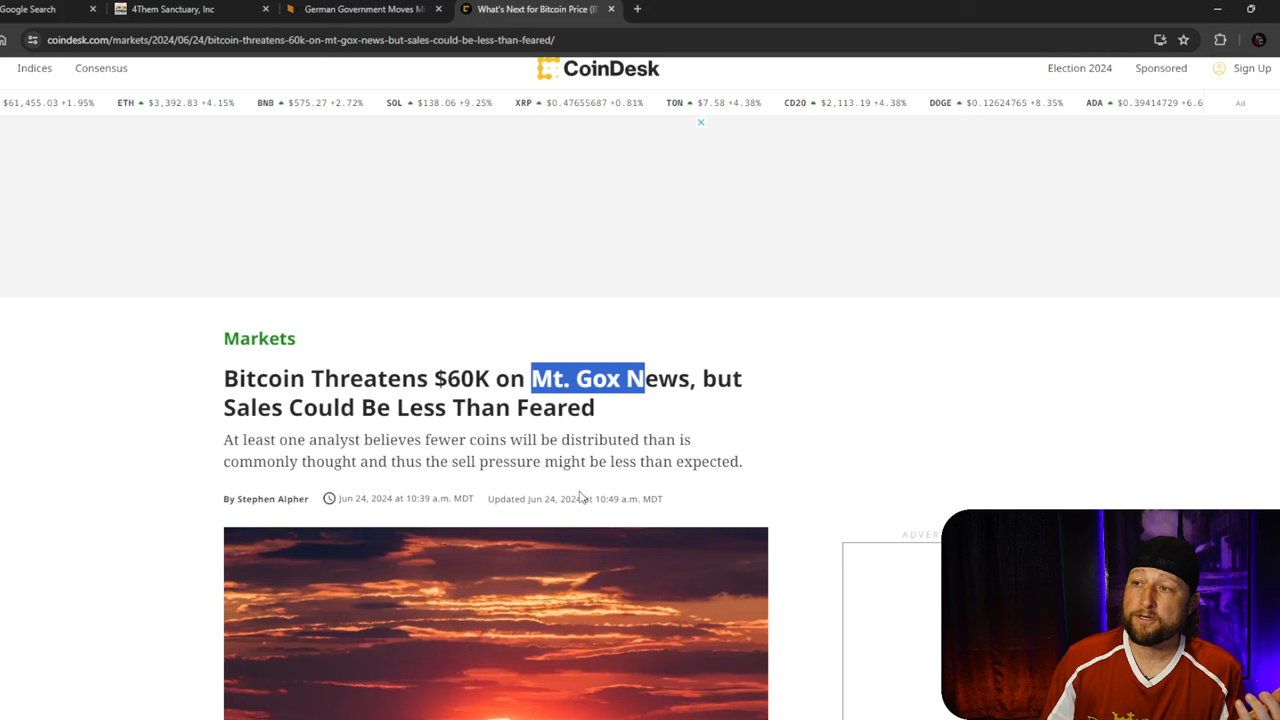 Google Search
4Them Sanctuary, Inc
German Government Moves M
What's Next for Bitcoin Price (B
coindesk.com/markets/2024/06/24/bitcoin-threatens-60k-on-mt-gox-news-but-sales-could-be-less-than-feared/
Indices Consensus CoinDesk Election 2024 Sponsored Sign Up
$61,455.03 +1.95% ETH $3,392.83 +4.15% BNB $575.27 +2.72% SOL $138.06 +9.25% XRP $0.47655687 +0.81% TON $7.58 +4.38% CD20 $2,113.19 +4.38% DOGE $0.12624765 +8.35% ADA $0.39414729 +6.6 Ad
Markets
Bitcoin Threatens $60K on Mt. Gox News, but
Sales Could Be Less Than Feared
At least one analyst believes fewer coins will be distributed than is
commonly thought and thus the sell pressure might be less than expected.
By Stephen Alpher Jun 24, 2024 at 10:39 a.m. MDT Updated Jun 24, 2024 at 10:49 a.m. MDT
ADVER